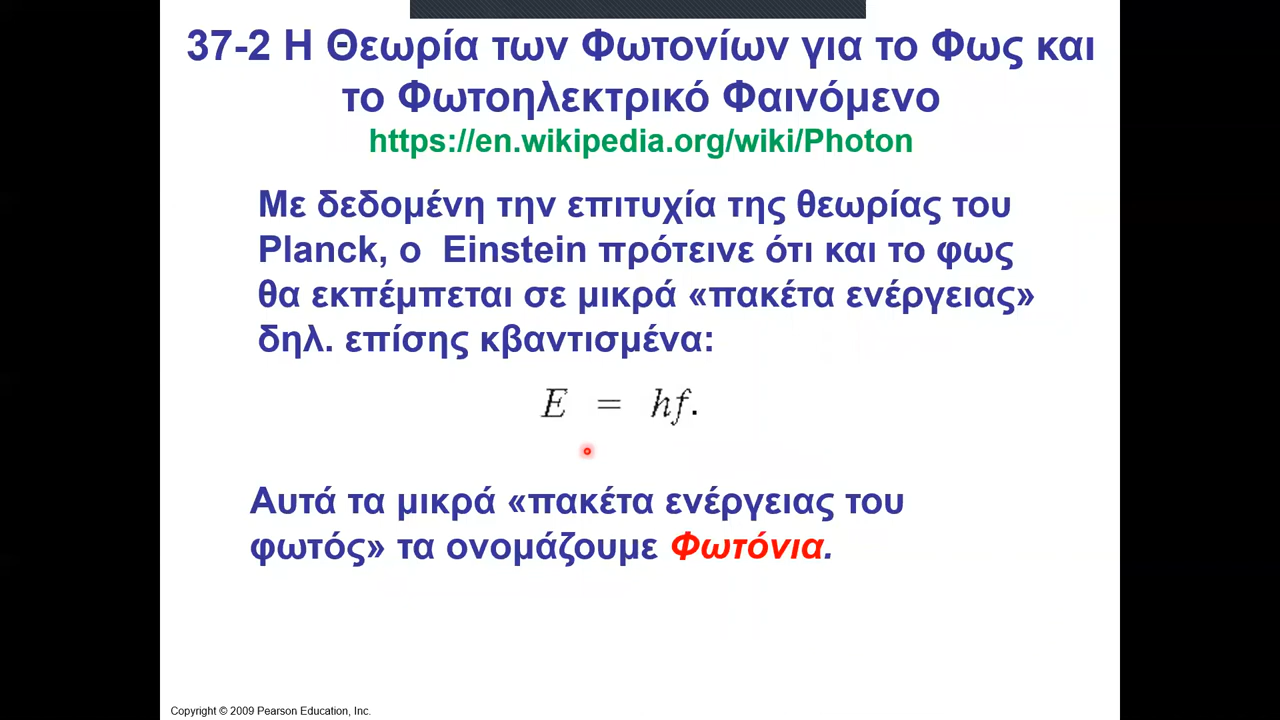 37-2 Η Θεωρία των Φωτονίων για το Φως και
το Φωτοηλεκτρικό Φαινόμενο
https://en.wikipedia.org/wiki/Photon
Με δεδομένη την επιτυχία της θεωρίας του
Planck, ο Einstein πρότεινε ότι και το φως
θα εκπέμπεται σε μικρά «πακέτα ενέργειας»
δηλ. επίσης κβαντισμένα:
E = hf.
Αυτά τα μικρά «πακέτα ενέργειας του
φωτός» τα ονομάζουμε Φωτόνια.
Copyright © 2009 Pearson Education, Inc.